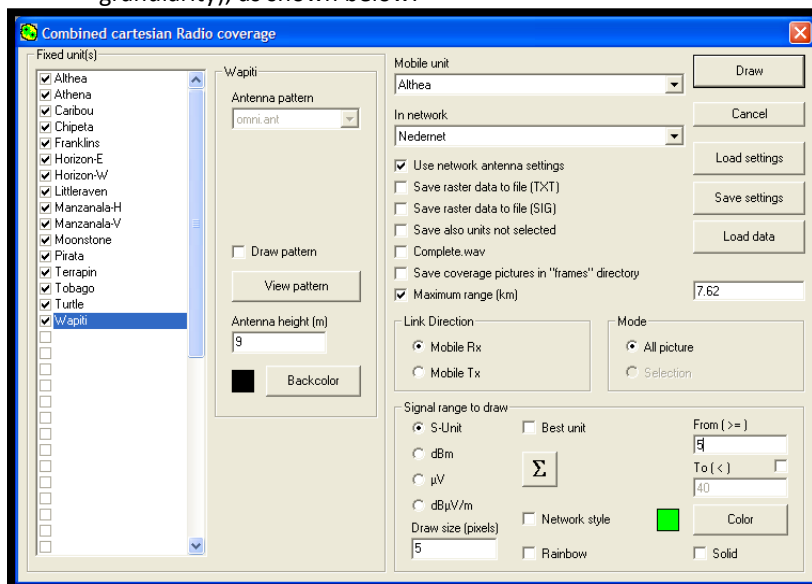 granularity), as shown below:
Combined cartesian Radio coverage
Fixed unit(s)
Althea
Athena
Caribou
Chipeta
Franklins
Horizon-E
Horizon-W
Littleraven
Manzanala-H
Manzanala-V
Moonstone
Pirata
Terrapin
Tobago
Turtle
Wapiti
Wapiti
Antenna pattern
omni.ant
Draw pattern
View pattern
Antenna height (m)
9
Backcolor
Mobile unit
Althea
In network
Nedernet
Use network antenna settings
Save raster data to file (TXT)
Save raster data to file (SIG)
Save also units not selected
Complete.wav
Save coverage pictures in "frames" directory
Maximum range (km)
7.62
Draw
Cancel
Load settings
Save settings
Load data
Link Direction
Mobile Rx
Mobile Tx
Mode
All picture
Selection
Signal range to draw
S-Unit
dBm
µV
dBµV/m
Draw size (pixels)
5
Best unit
Σ
Network style
Rainbow
From ( >= )
5
To ( < )
40
Color
Solid